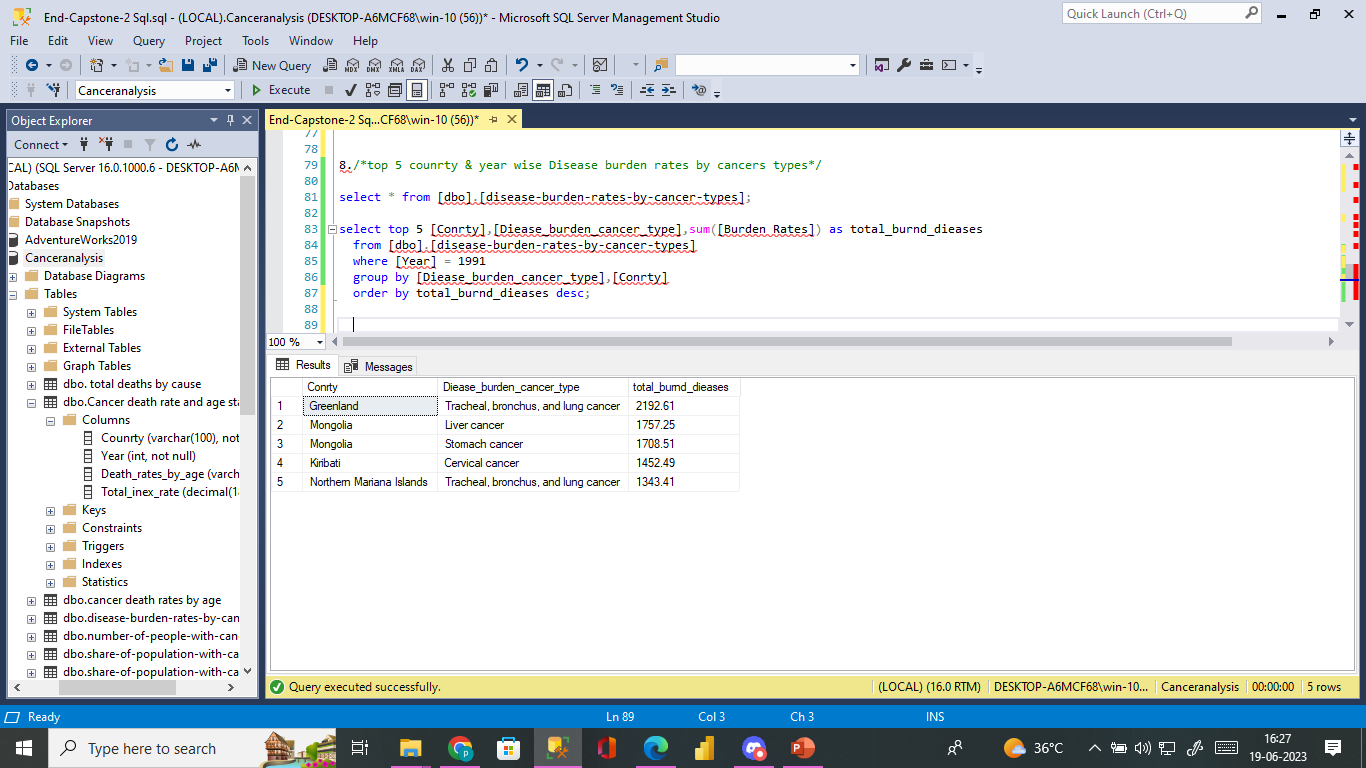 End-Capstone-2 Sql.sql - (LOCAL).Canceranalysis (DESKTOP-A6MCF68\win-10 (56))* - Microsoft SQL Server Management Studio
Quick Launch (Ctrl+Q)
File Edit View Query Project Tools Window Help
New Query MDX DMX XMLA DAX
Canceranalysis Execute
Object Explorer
End-Capstone-2 Sq...CF68\win-10 (56))*
Connect
CAL) (SQL Server 16.0.1000.6 - DESKTOP-A6M
Databases
System Databases
Database Snapshots
AdventureWorks2019
Canceranalysis
Database Diagrams
Tables
System Tables
FileTables
External Tables
Graph Tables
dbo. total deaths by cause
dbo.Cancer death rate and age sta
Columns
Counrty (varchar(100), not
Year (int, not null)
Death_rates_by_age (varch
Total_inex_rate (decimal(1
Keys
Constraints
Triggers
Indexes
Statistics
dbo.cancer death rates by age
dbo.disease-burden-rates-by-can
dbo.number-of-people-with-can
dbo.share-of-population-with-ca
dbo.share-of-population-with-ca
77
78
79 8./*top 5 counrty & year wise Disease burden rates by cancers types*/
80
81 select * from [dbo].[disease-burden-rates-by-cancer-types];
82
83 select top 5 [Conrty],[Diease_burden_cancer_type],sum([Burden Rates]) as total_burnd_dieases
84 from [dbo].[disease-burden-rates-by-cancer-types]
85 where [Year] = 1991
86 group by [Diease_burden_cancer_type],[Conrty]
87 order by total_burnd_dieases desc;
88
89
100 %
Results Messages
Conrty Diease_burden_cancer_type total_burnd_dieases
1 Greenland Tracheal, bronchus, and lung cancer 2192.61
2 Mongolia Liver cancer 1757.25
3 Mongolia Stomach cancer 1708.51
4 Kiribati Cervical cancer 1452.49
5 Northern Mariana Islands Tracheal, bronchus, and lung cancer 1343.41
Query executed successfully. (LOCAL) (16.0 RTM) DESKTOP-A6MCF68\win-10... Canceranalysis 00:00:00 5 rows
Ready Ln 89 Col 3 Ch 3 INS
Type here to search
36°C
16:27
19-06-2023